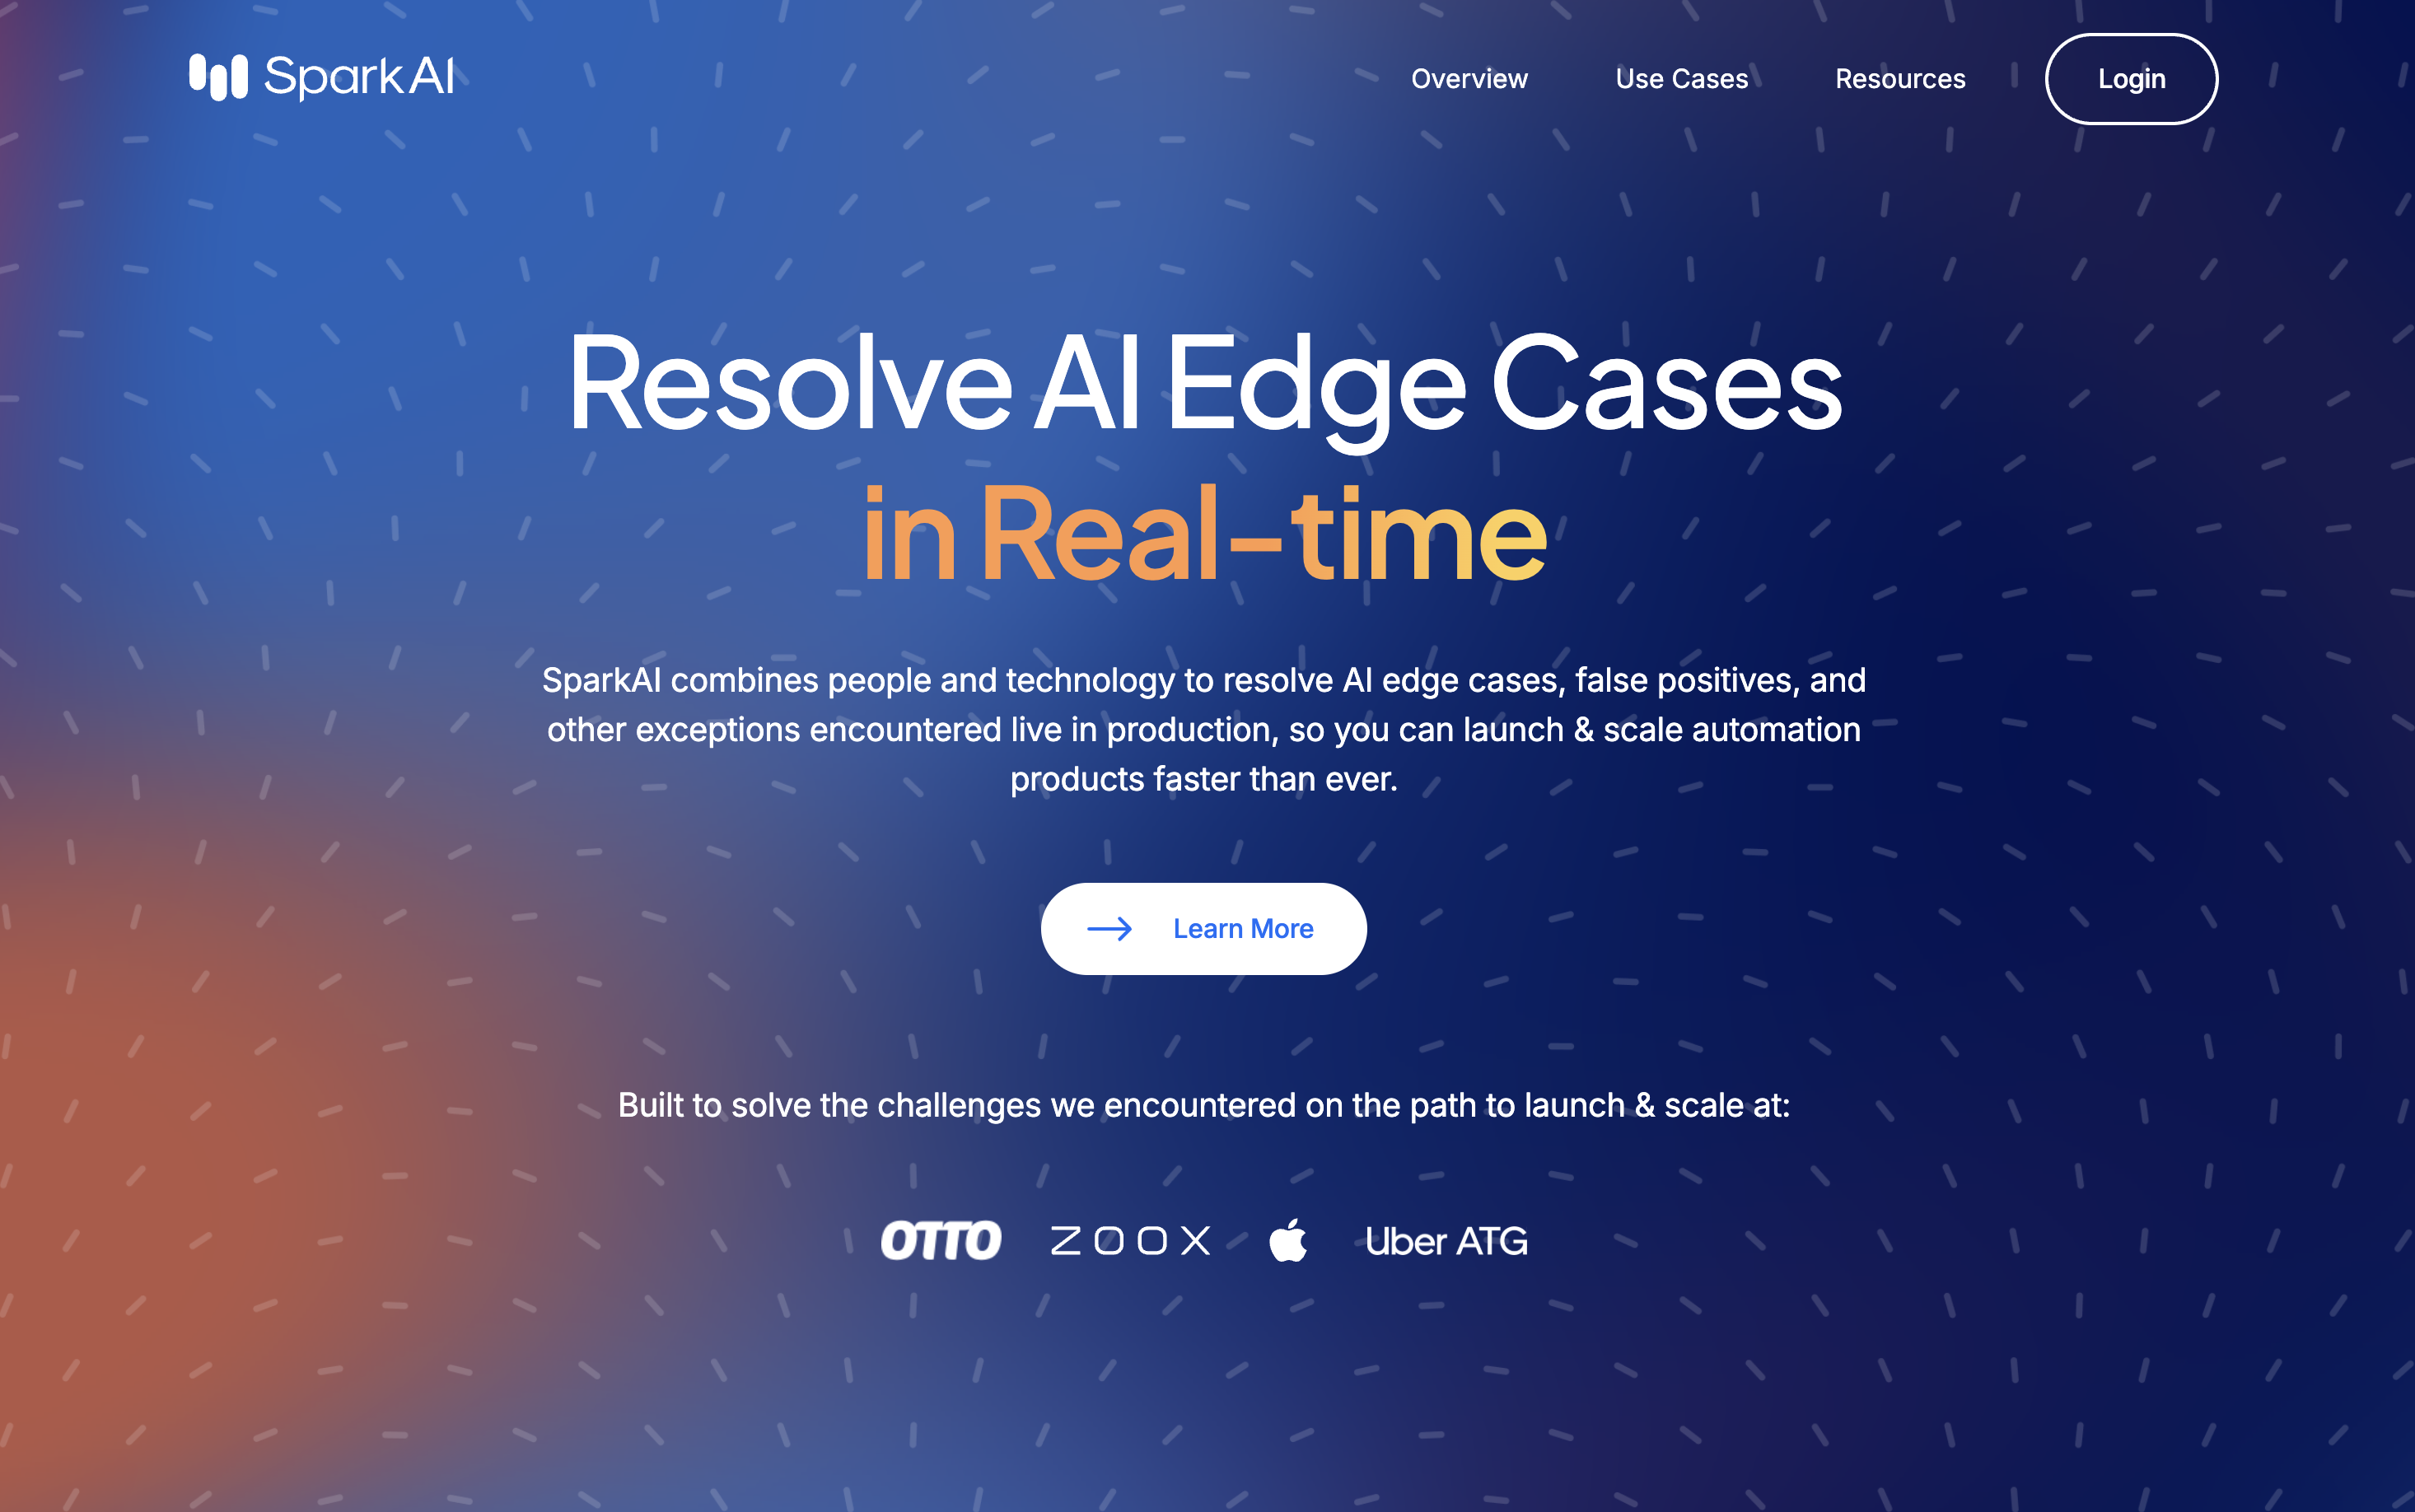 SparkAI
Overview
Use Cases
Resources
Login
Resolve AI Edge Cases
in Real-time
SparkAI combines people and technology to resolve AI edge cases, false positives, and
other exceptions encountered live in production, so you can launch & scale automation
products faster than ever.
Learn More
Built to solve the challenges we encountered on the path to launch & scale at:
OTTO
ZOOX
Uber ATG